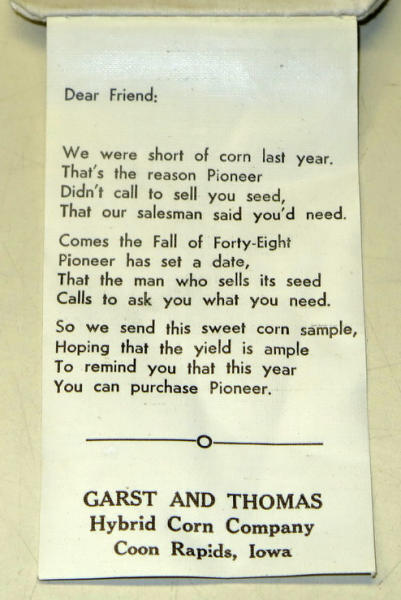 Dear Friend:
We were short of corn last year.
That's the reason Pioneer
Didn't call to sell you seed,
That our salesman said you'd need.
Comes the Fall of Forty-Eight
Pioneer has set a date,
That the man who sells its seed
Calls to ask you what you need.
So we send this sweet corn sample,
Hoping that the yield is ample
To remind you that this year
You can purchase Pioneer.
GARST AND THOMAS
Hybrid Corn Company
Coon Rapids, Iowa